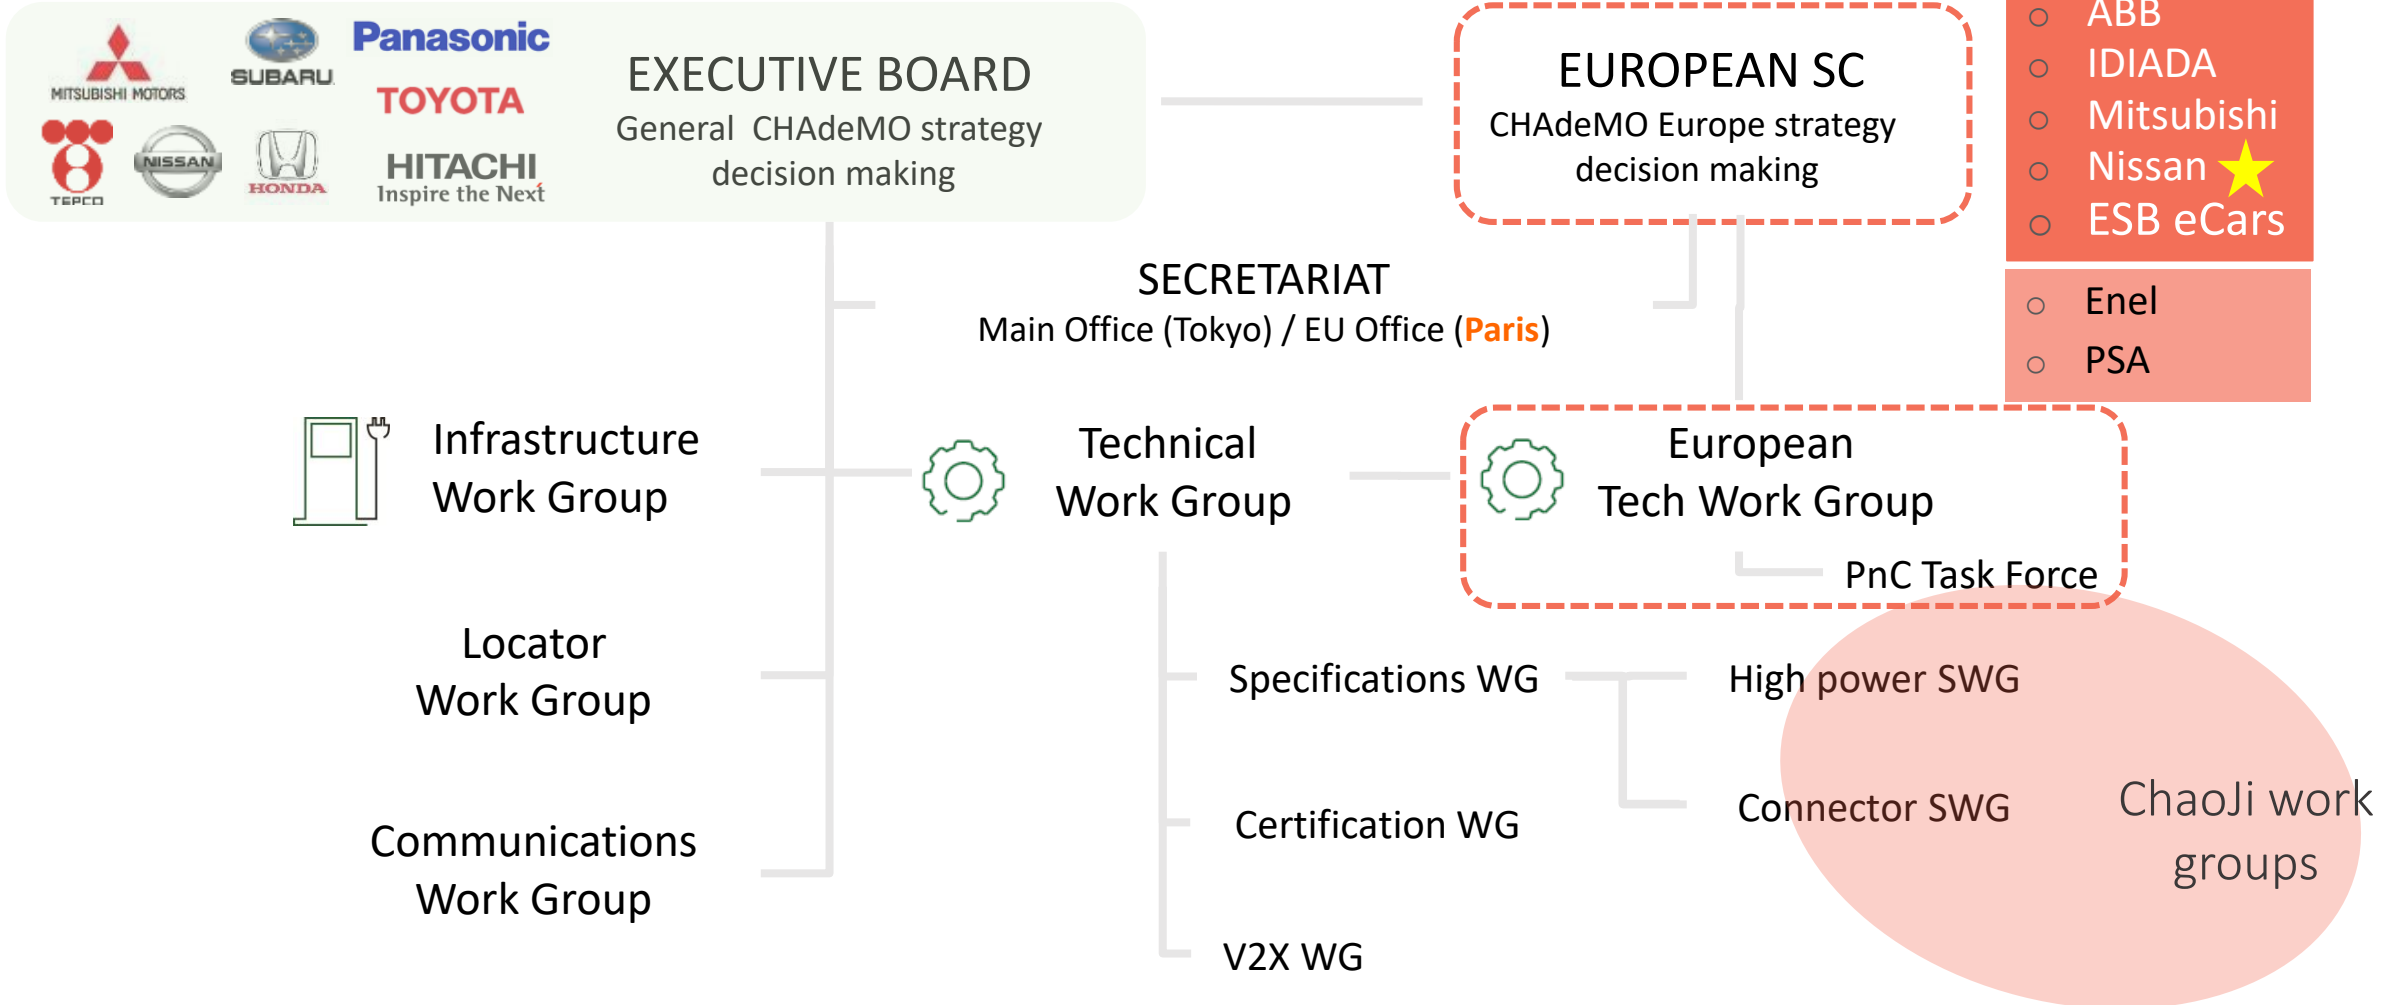 MITSUBISHI MOTORS
SUBARU
Panasonic
TOYOTA
TEPCO
NISSAN
HONDA
HITACHI
Inspire the Next
EXECUTIVE BOARD
General CHAdeMO strategy
decision making
EUROPEAN SC
CHAdeMO Europe strategy
decision making
ABB
IDIADA
Mitsubishi
Nissan
ESB eCars
Enel
PSA
SECRETARIAT
Main Office (Tokyo) / EU Office (Paris)
Infrastructure
Work Group
Technical
Work Group
European
Tech Work Group
PnC Task Force
Locator
Work Group
Specifications WG
High power SWG
Communications
Work Group
Certification WG
Connector SWG
ChaoJi work
groups
V2X WG